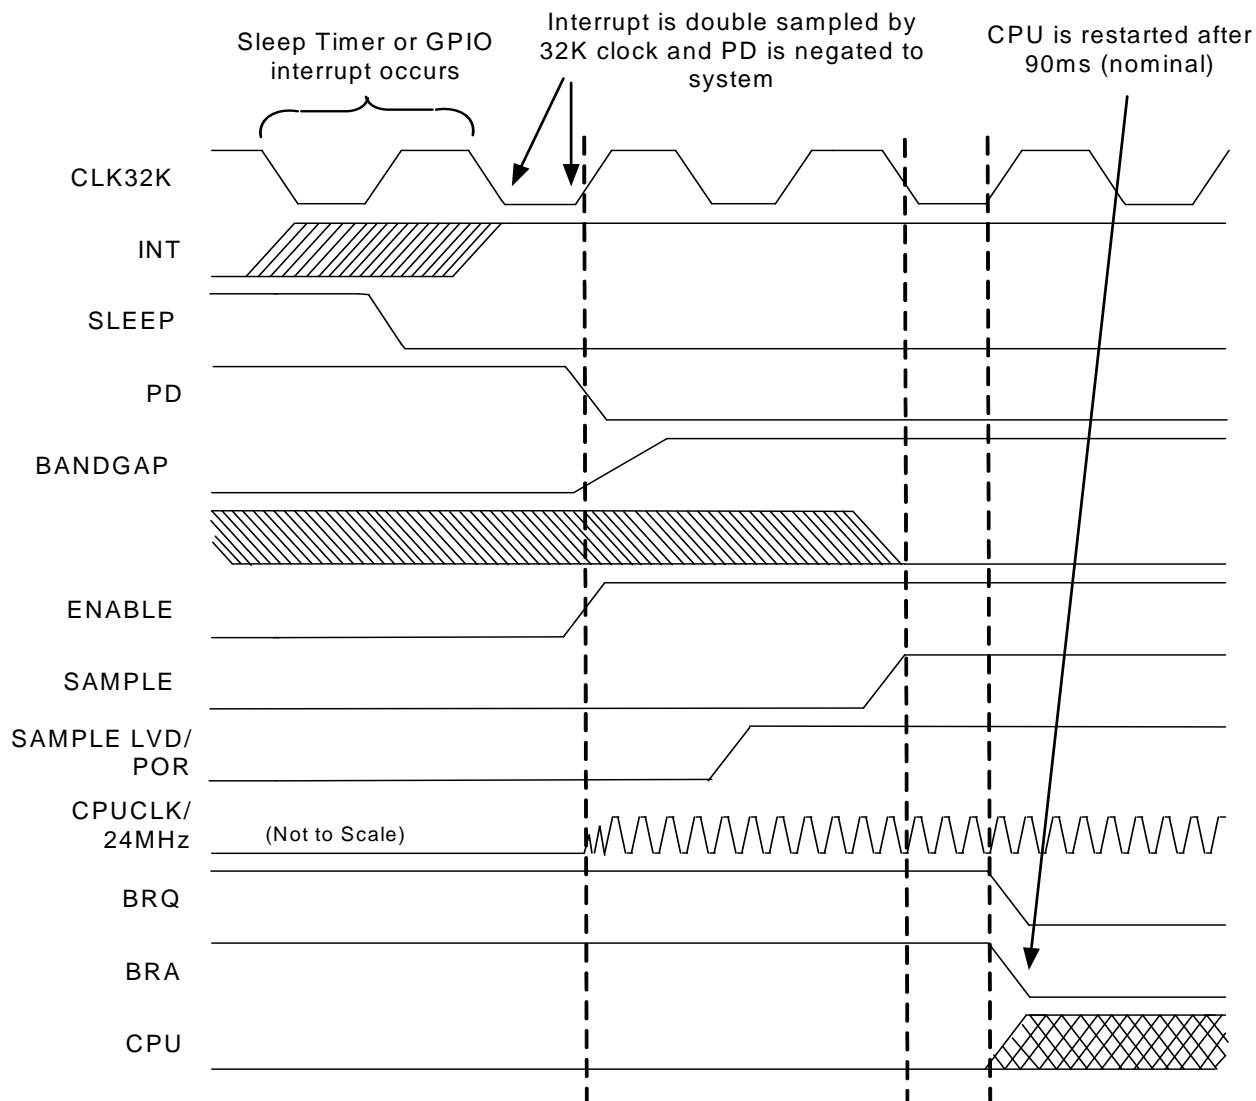 Sleep Timer or GPIO
interrupt occurs
Interrupt is double sampled by
32K clock and PD is negated to
system
CPU is restarted after
90ms (nominal)
CLK32K
INT
SLEEP
PD
BANDGAP
ENABLE
SAMPLE
SAMPLE LVD/
POR
CPUCLK/
24MHz
(Not to Scale)
BRQ
BRA
CPU